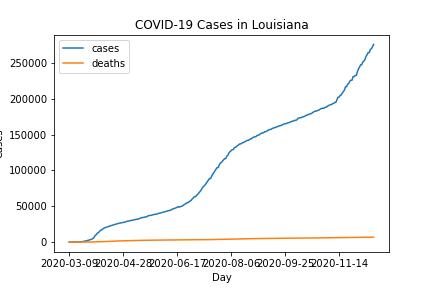 COVID-19 Cases in Louisiana
cases
deaths
250000
200000
150000
100000
50000
0
cases
2020-03-09 2020-04-28 2020-06-17 2020-08-06 2020-09-25 2020-11-14
Day